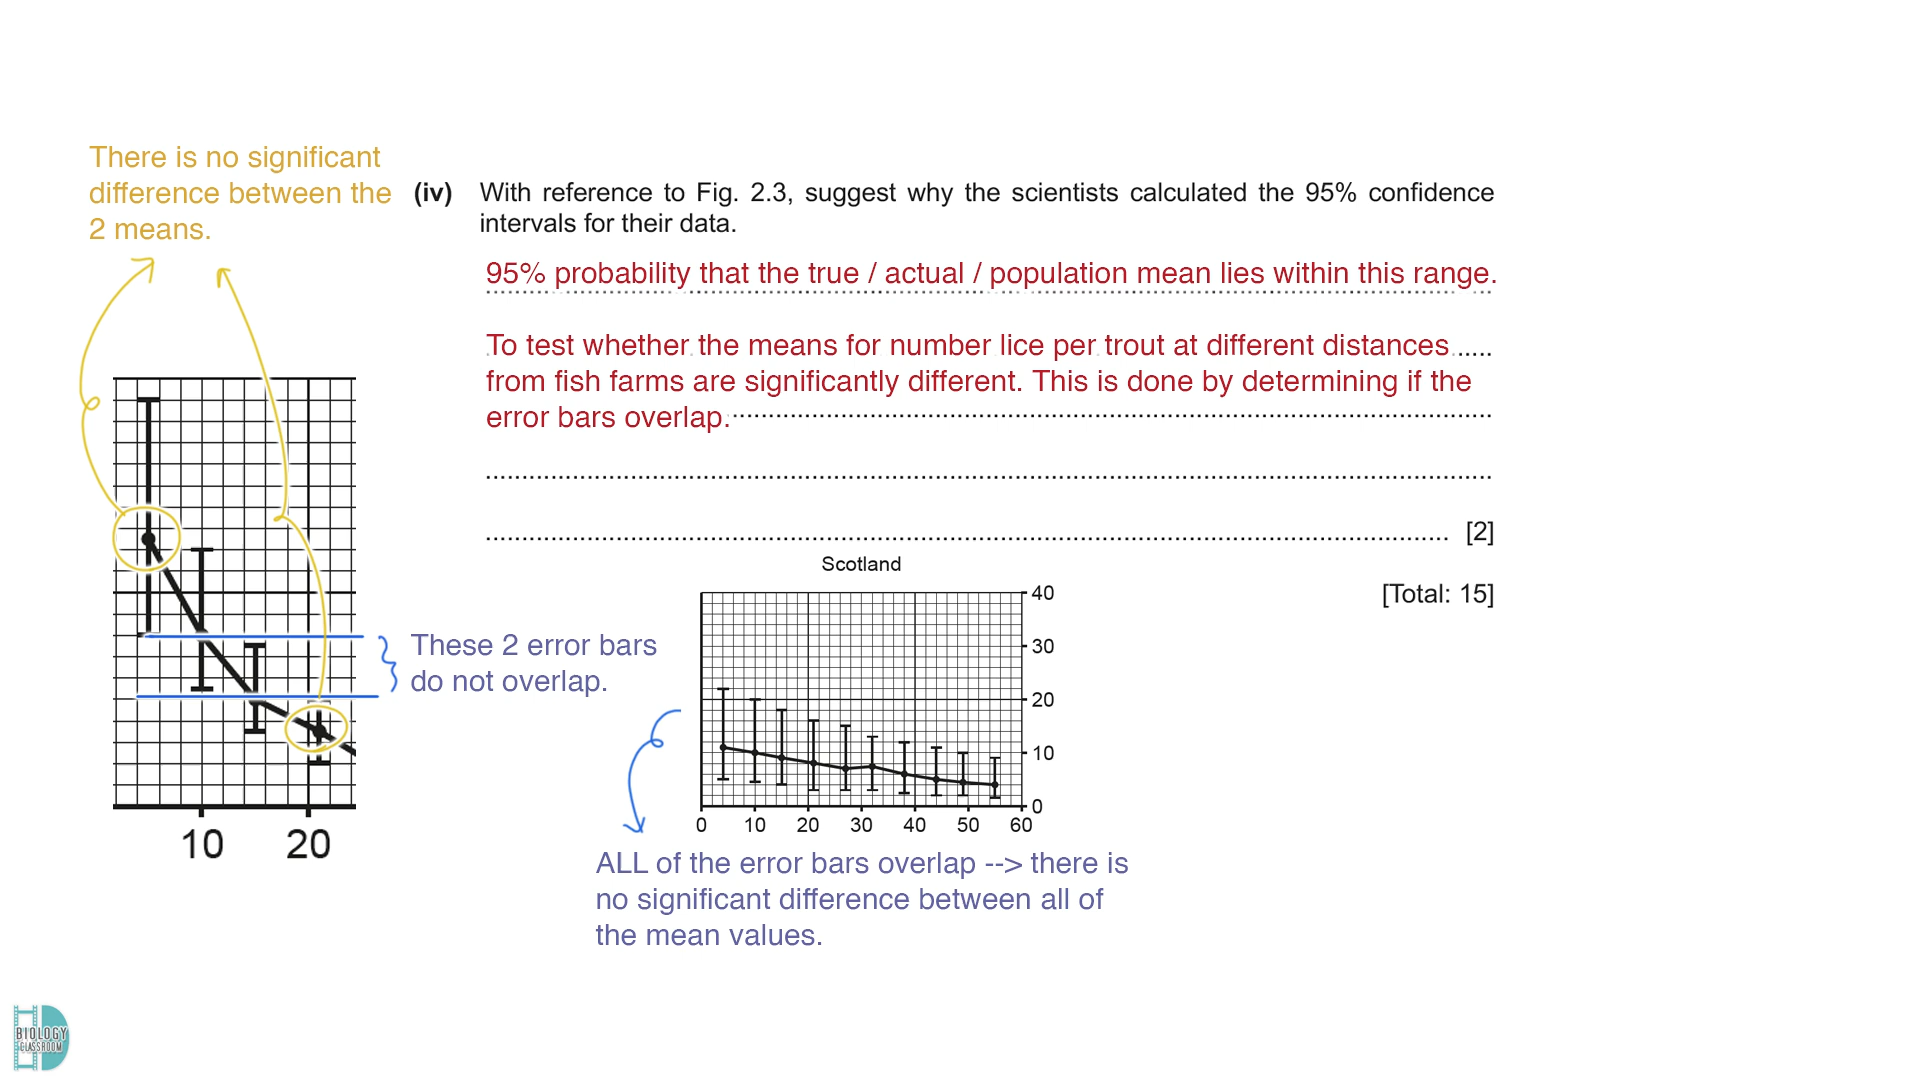 There is no significant
difference between the
2 means.
(iv) With reference to Fig. 2.3, suggest why the scientists calculated the 95% confidence
intervals for their data.
95% probability that the true / actual / population mean lies within this range.
To test whether the means for number lice per trout at different distances
from fish farms are significantly different. This is done by determining if the
error bars overlap.
[2]
[Total: 15]
10 20
These 2 error bars
do not overlap.
Scotland
40
30
20
10
0
0 10 20 30 40 50 60
ALL of the error bars overlap --> there is
no significant difference between all of
the mean values.
BIOLOGY
CLASSROOM